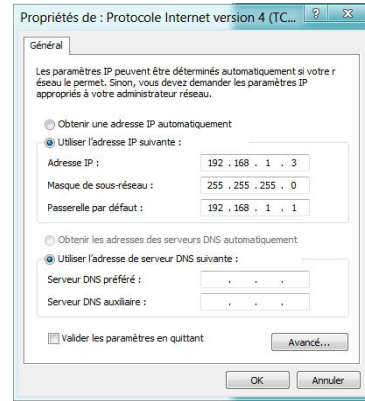 Propriétés de : Protocole Internet version 4 (TC...
Général
Les paramètres IP peuvent être déterminés automatiquement si votre r
éseau le permet. Sinon, vous devez demander les paramètres IP
appropriés à votre administrateur réseau.
Obtenir une adresse IP automatiquement
Utiliser l'adresse IP suivante :
Adresse IP : 192 . 168 . 1 . 3
Masque de sous-réseau : 255 . 255 . 255 . 0
Passerelle par défaut : 192 . 168 . 1 . 1
Obtenir les adresses des serveurs DNS automatiquement
Utiliser l'adresse de serveur DNS suivante :
Serveur DNS préféré : . . .
Serveur DNS auxiliaire : . . .
Valider les paramètres en quittant
Avancé...
OK Annuler